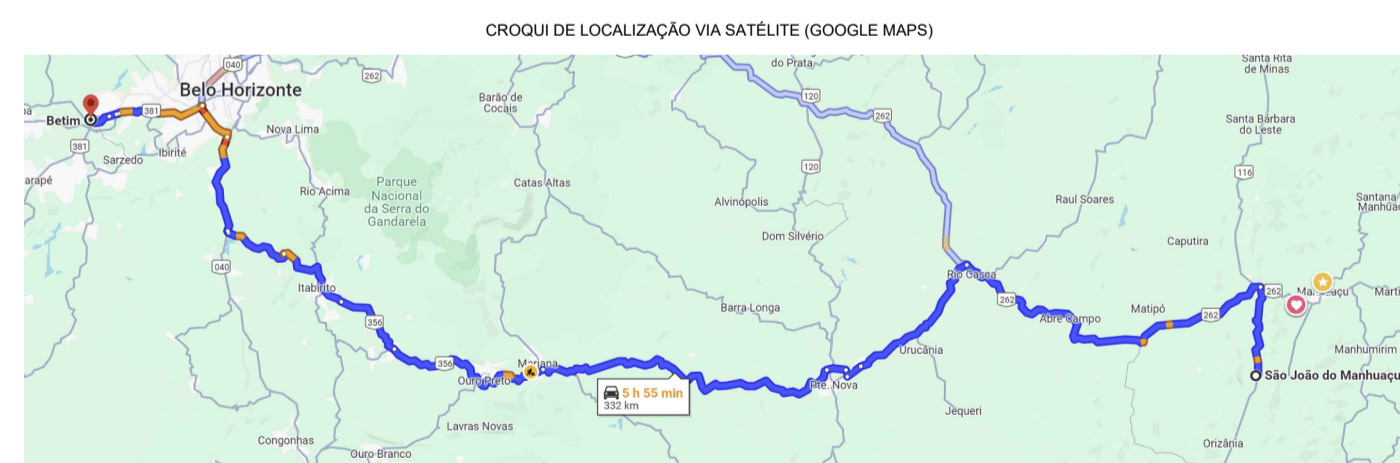 CROQUI DE LOCALIZAÇÃO VIA SATÉLITE (GOOGLE MAPS)
040
262
Belo Horizonte
381
Betim
381
Sarzedo
Ibirité
Nova Lima
arapé
Rio Acima
Parque
Nacional
da Serra do
Gandarela
Barão de
Cocais
Catas Altas
do Prata
120
262
120
Alvinópolis
Dom Silvério
Raul Soares
Santa Rita
de Minas
Santa Bárbara
do Leste
116
Santana
Manhuaç
Caputira
040
Itabirito
356
356
Ouro Preto
Mariana
Barra Longa
Rio Casca
262
Abre Campo
Matipó
262
262
Marti
Urucânia
Pte. Nova
5 h 55 min
332 km
Manhumirim
São João do Manhuaçu
Jequeri
Lavras Novas
Congonhas
Ouro Branco
Orizânia